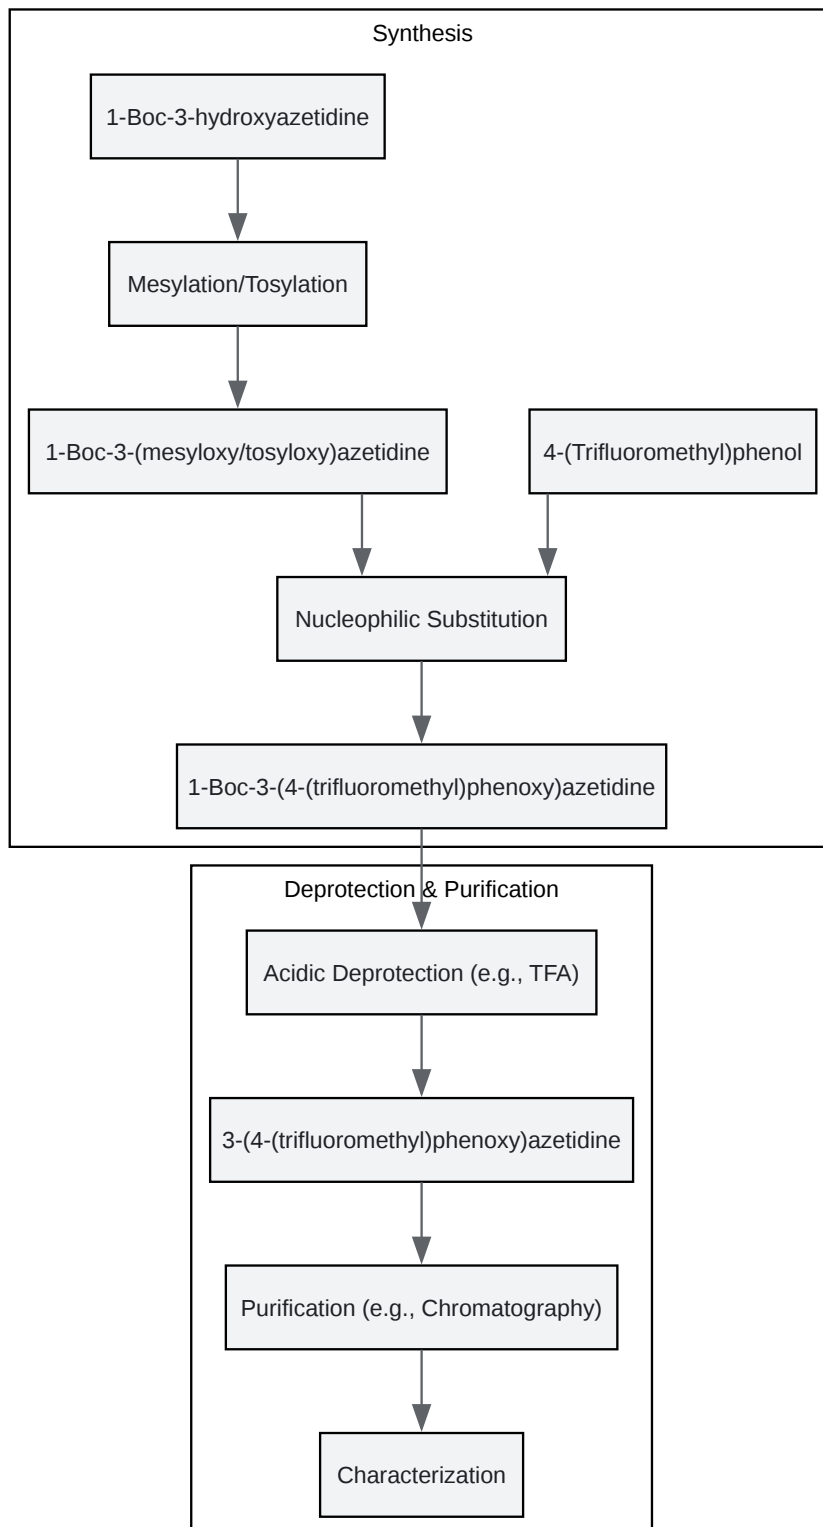 Synthesis
1-Boc-3-hydroxyazetidine
Mesylation/Tosylation
1-Boc-3-(mesyloxy/tosyloxy)azetidine
4-(Trifluoromethyl)phenol
Nucleophilic Substitution
1-Boc-3-(4-(trifluoromethyl)phenoxy)azetidine
Deprotection & Purification
Acidic Deprotection (e.g., TFA)
3-(4-(trifluoromethyl)phenoxy)azetidine
Purification (e.g., Chromatography)
Characterization